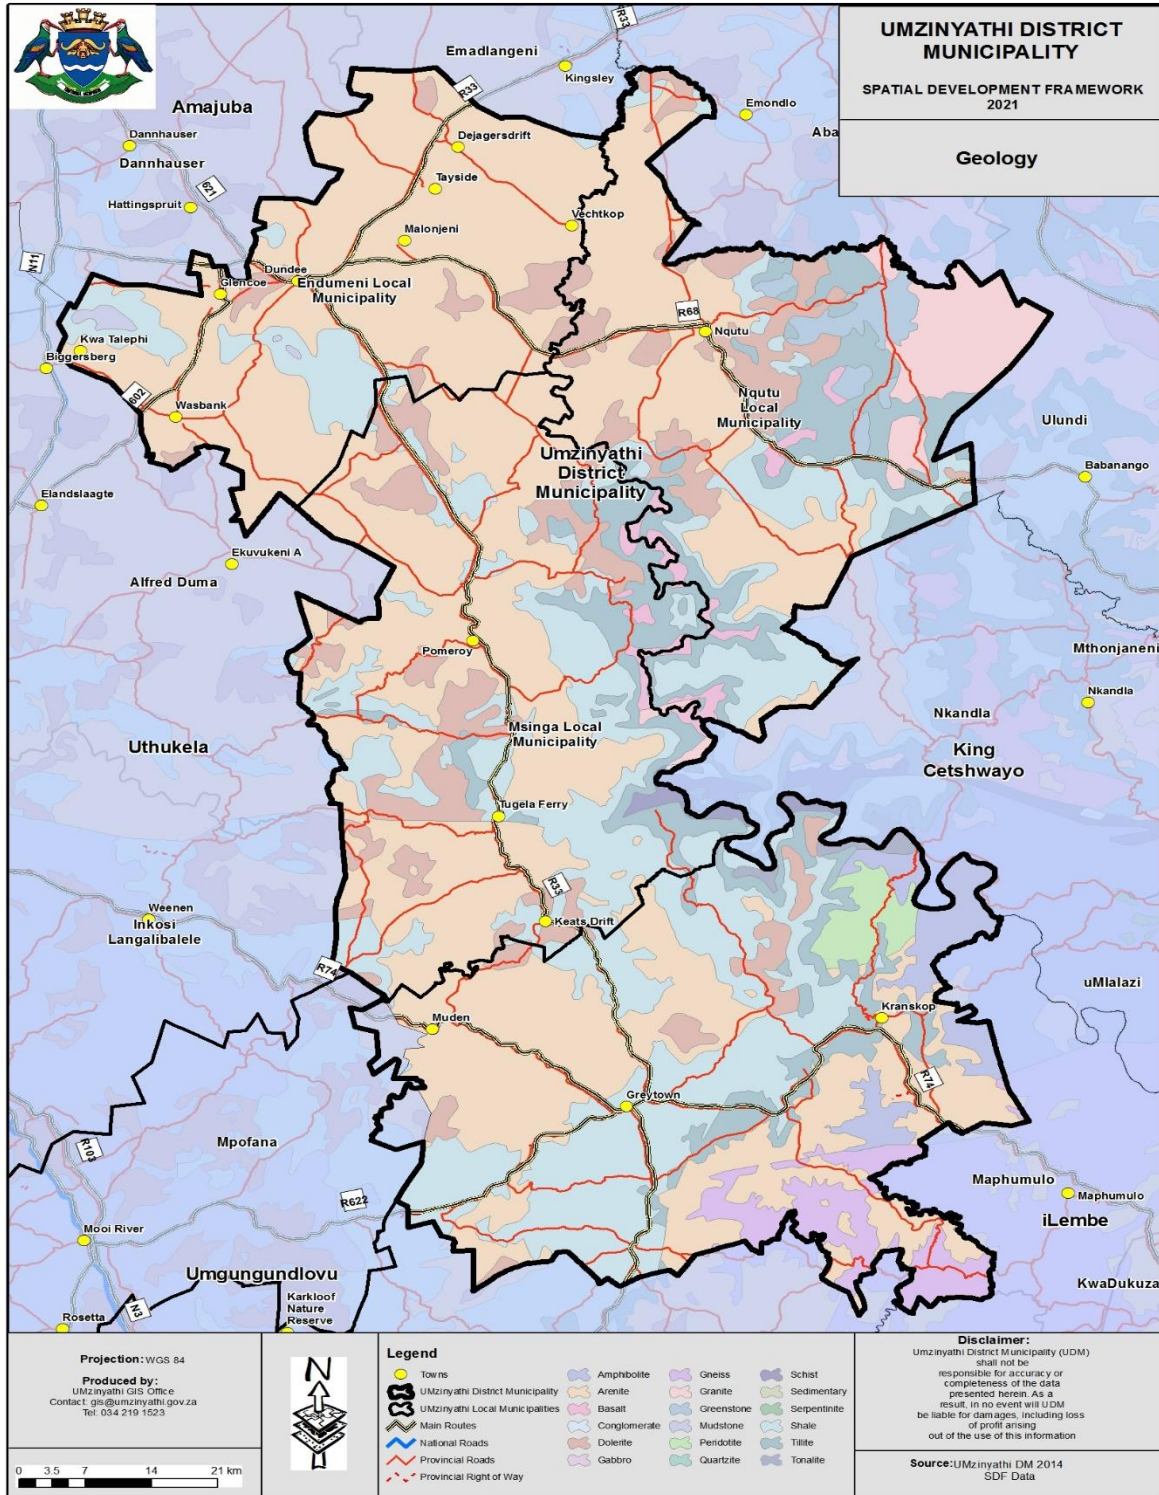 UMZINYATHI DISTRICT
MUNICIPALITY
SPATIAL DEVELOPMENT FRAMEWORK
2021
Geology
R33
Emadlangeni
Kingsley
R33
Amajuba
Emondlo
Aba
Dannhauser
Dannhauser
Dejagersdrift
621
Tayside
Hattingspruit
Vechtkop
Malonjeni
N11
Dundee
Glencoe
Endumeni Local
Municipality
R68
Nqutu
Kwa Talephi
Biggersberg
602
Wasbank
Nqutu
Local
Municipality
Ulundi
Umzinyathi
District
Municipality
Babanango
Elandslaagte
Ekuvukeni A
Alfred Duma
Pomeroy
Mthonjaneni
Nkandla
Nkandla
Msinga Local
Municipality
Uthukela
King
Cetshwayo
Tugela Ferry
R33
Weenen
Inkosi
Langalibalele
Keats Drift
R74
uMlalazi
Kranskop
Muden
R74
Greytown
R103
Mpofana
Maphumulo
Maphumulo
R622
iLembe
Mooi River
Umgungundlovu
KwaDukuza
Karkloof
Nature
Reserve
N3
Rosetta
Projection: WGS 84
Produced by:
UMzinyathi GIS Office
Contact: gis@umzinyathi.gov.za
Tel: 034 219 1523
0 3.5 7 14 21 km
N
Legend
Towns
UMzinyathi District Municipality
UMzinyathi Local Municipalities
Main Routes
National Roads
Provincial Roads
Provincial Right of Way
Amphibolite
Arenite
Basalt
Conglomerate
Dolerite
Gabbro
Gneiss
Granite
Greenstone
Mudstone
Peridotite
Quartzite
Schist
Sedimentary
Serpentinite
Shale
Tillite
Tonalite
Disclaimer:
Umzinyathi District Municipality (UDM)
shall not be
responsible for accuracy or
completeness of the data
presented herein. As a
result, in no event will UDM
be liable for damages, including loss
of profit arising
out of the use of this information
Source:UMzinyathi DM 2014
SDF Data